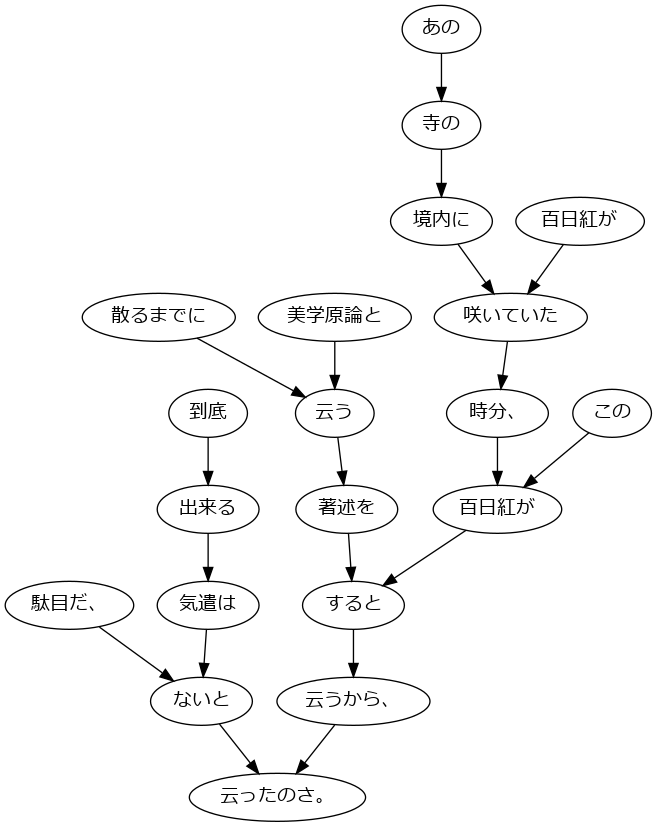 あの
寺の
境内に
百日紅が
散るまでに
美学原論と
咲いていた
到底
云う
時分、
この
出来る
著述を
百日紅が
駄目だ、
気遣は
すると
ないと
云うから、
云ったのさ。